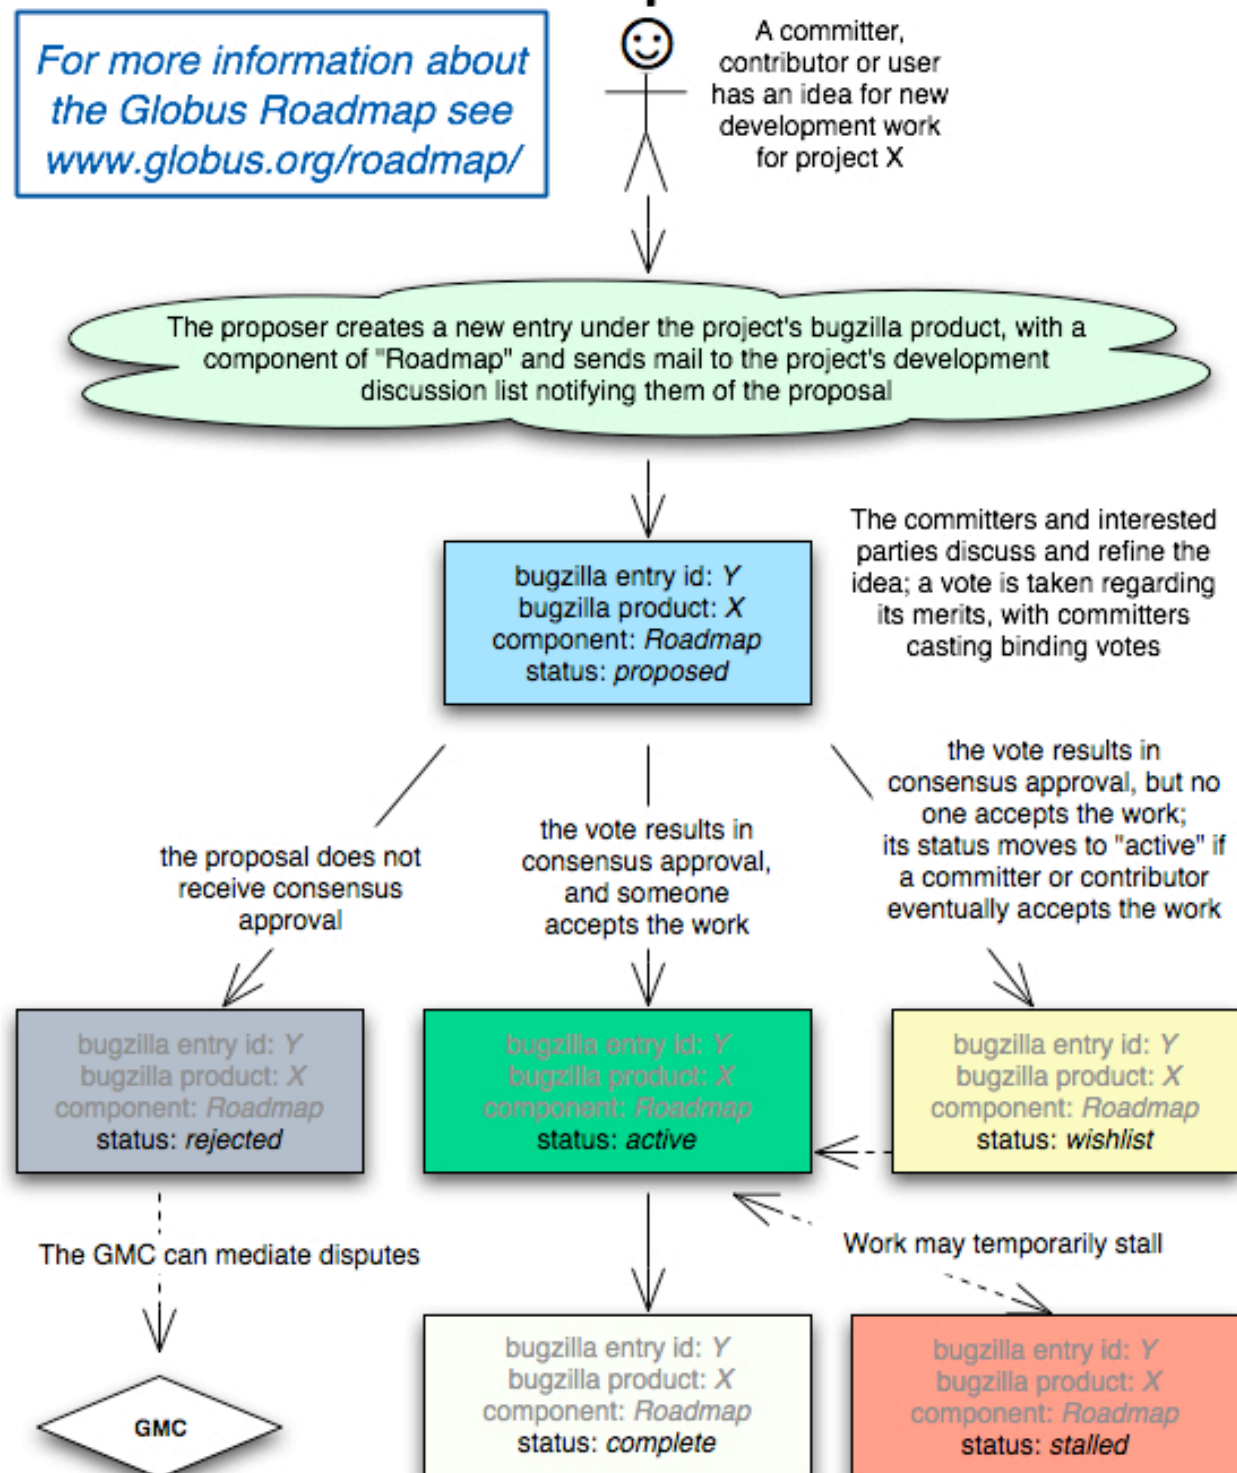 For more information about
the Globus Roadmap see
www.globus.org/roadmap/
A committer,
contributor or user
has an idea for new
development work
for project X
The proposer creates a new entry under the project's bugzilla product, with a
component of "Roadmap" and sends mail to the project's development
discussion list notifying them of the proposal
bugzilla entry id: Y
bugzilla product: X
component: Roadmap
status: proposed
The committers and interested
parties discuss and refine the
idea; a vote is taken regarding
its merits, with committers
casting binding votes
the proposal does not
receive consensus
approval
the vote results in
consensus approval,
and someone
accepts the work
the vote results in
consensus approval, but no
one accepts the work;
its status moves to "active" if
a committer or contributor
eventually accepts the work
bugzilla entry id: Y
bugzilla product: X
component: Roadmap
status: rejected
bugzilla entry id: Y
bugzilla product: X
component: Roadmap
status: active
bugzilla entry id: Y
bugzilla product: X
component: Roadmap
status: wishlist
The GMC can mediate disputes
Work may temporarily stall
GMC
bugzilla entry id: Y
bugzilla product: X
component: Roadmap
status: complete
bugzilla entry id: Y
bugzilla product: X
component: Roadmap
status: stalled